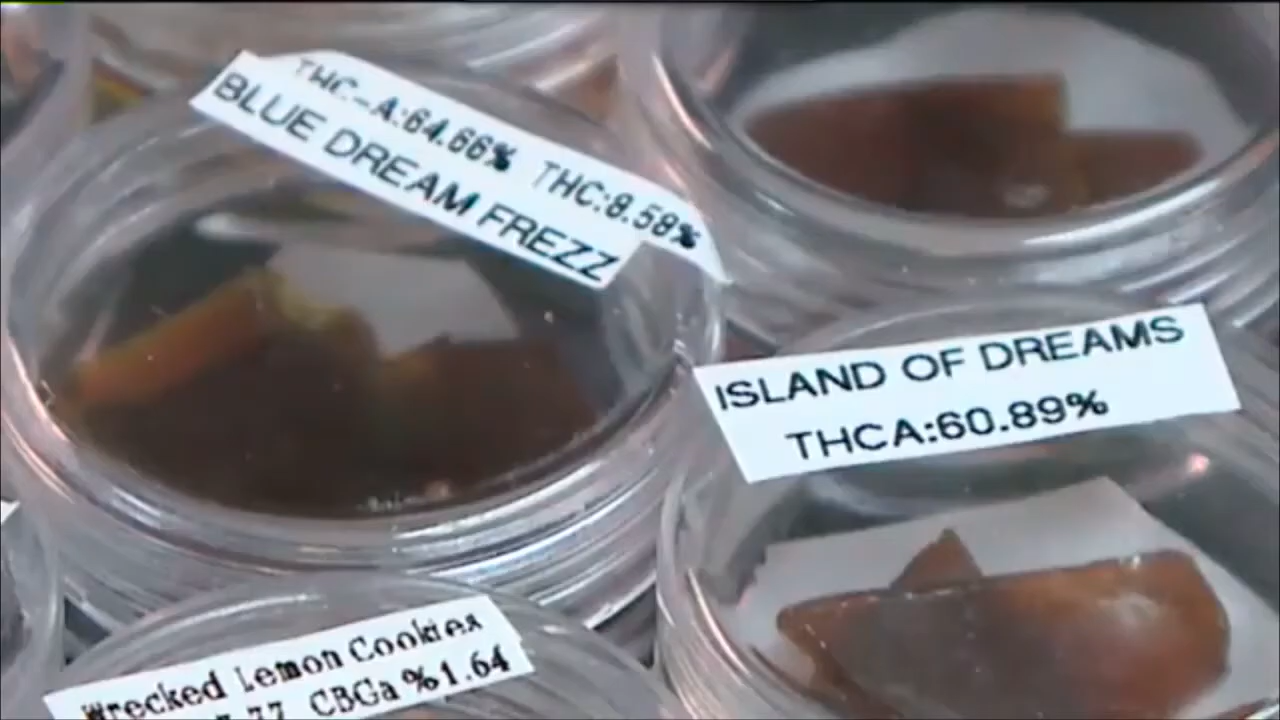 THC-A:64.66% THC:8.58%
BLUE DREAM FREZZ
ISLAND OF DREAMS
THCA:60.89%
Wrecked Lemon Cookies
CBGa %1.64